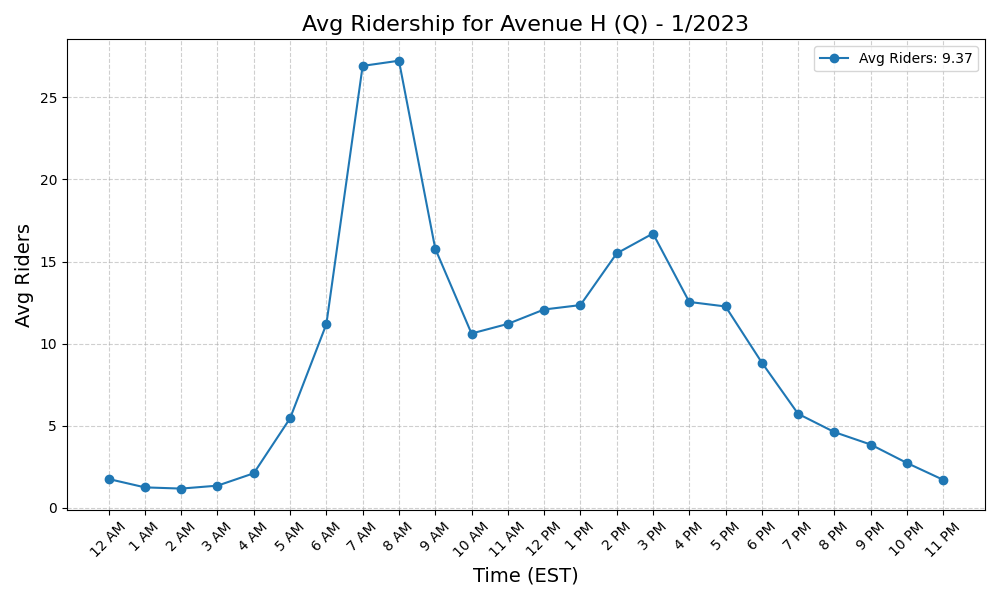 Avg Ridership for Avenue H (Q) - 1/2023
Avg Riders: 9.37
Avg Riders
25
20
15
10
5
0
12 AM
1 AM
2 AM
3 AM
4 AM
5 AM
6 AM
7 AM
8 AM
9 AM
10 AM
11 AM
12 PM
1 PM
2 PM
3 PM
4 PM
5 PM
6 PM
7 PM
8 PM
9 PM
10 PM
11 PM
Time (EST)